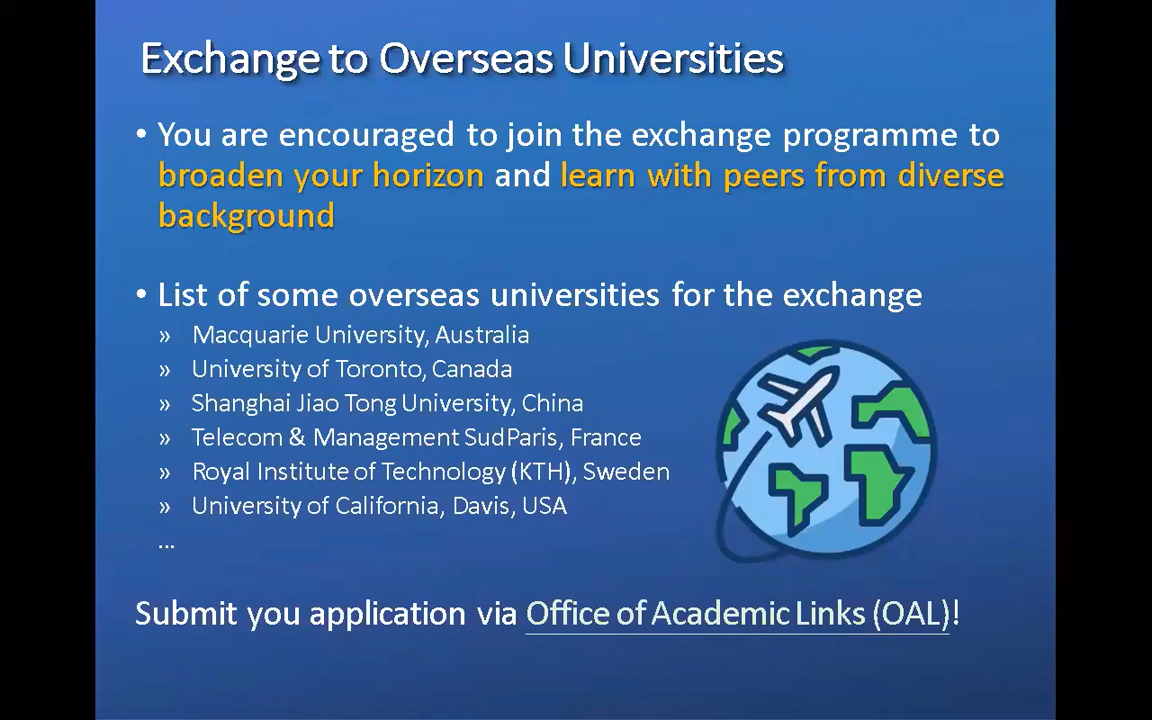 Exchange to Overseas Universities
• You are encouraged to join the exchange programme to
broaden your horizon and learn with peers from diverse
background
• List of some overseas universities for the exchange
» Macquarie University, Australia
» University of Toronto, Canada
» Shanghai Jiao Tong University, China
» Telecom & Management SudParis, France
» Royal Institute of Technology (KTH), Sweden
» University of California, Davis, USA
...
Submit you application via Office of Academic Links (OAL)!